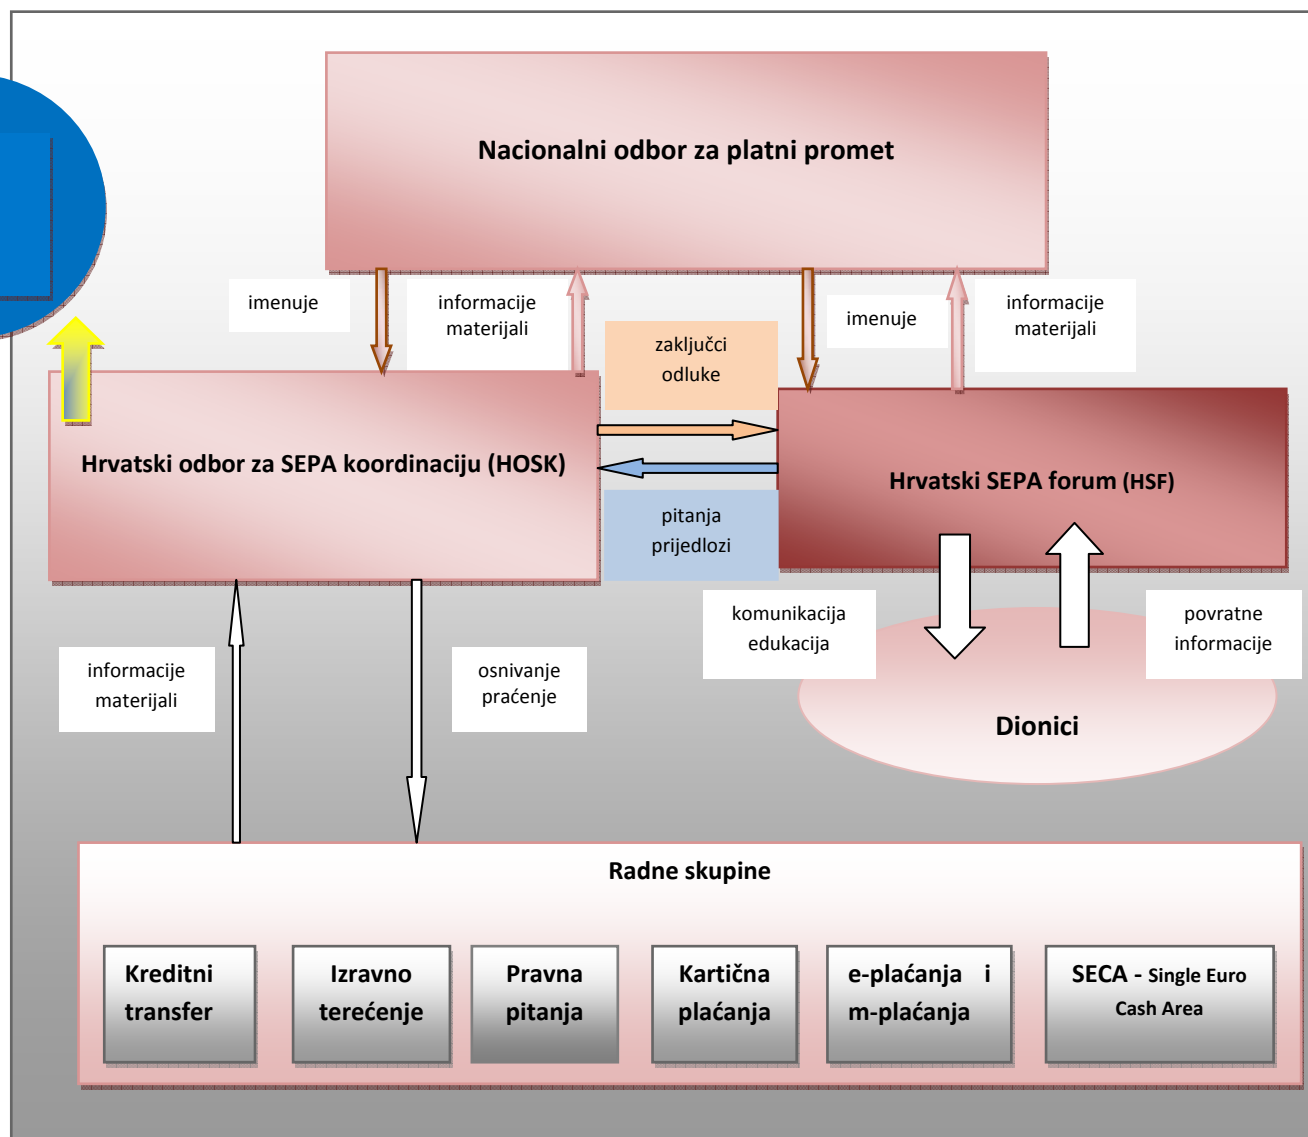 Nacionalni odbor za platni promet
imenuje
informacije
materijali
imenuje
informacije
materijali
zaključci
odluke
Hrvatski odbor za SEPA koordinaciju (HOSK)
Hrvatski SEPA forum (HSF)
pitanja
prijedlozi
komunikacija
edukacija
povratne
informacije
informacije
materijali
osnivanje
praćenje
Dionici
Radne skupine
Kreditni
transfer
Izravno
terećenje
Pravna
pitanja
Kartična
plaćanja
e-plaćanja i
m-plaćanja
SECA - Single Euro
Cash Area